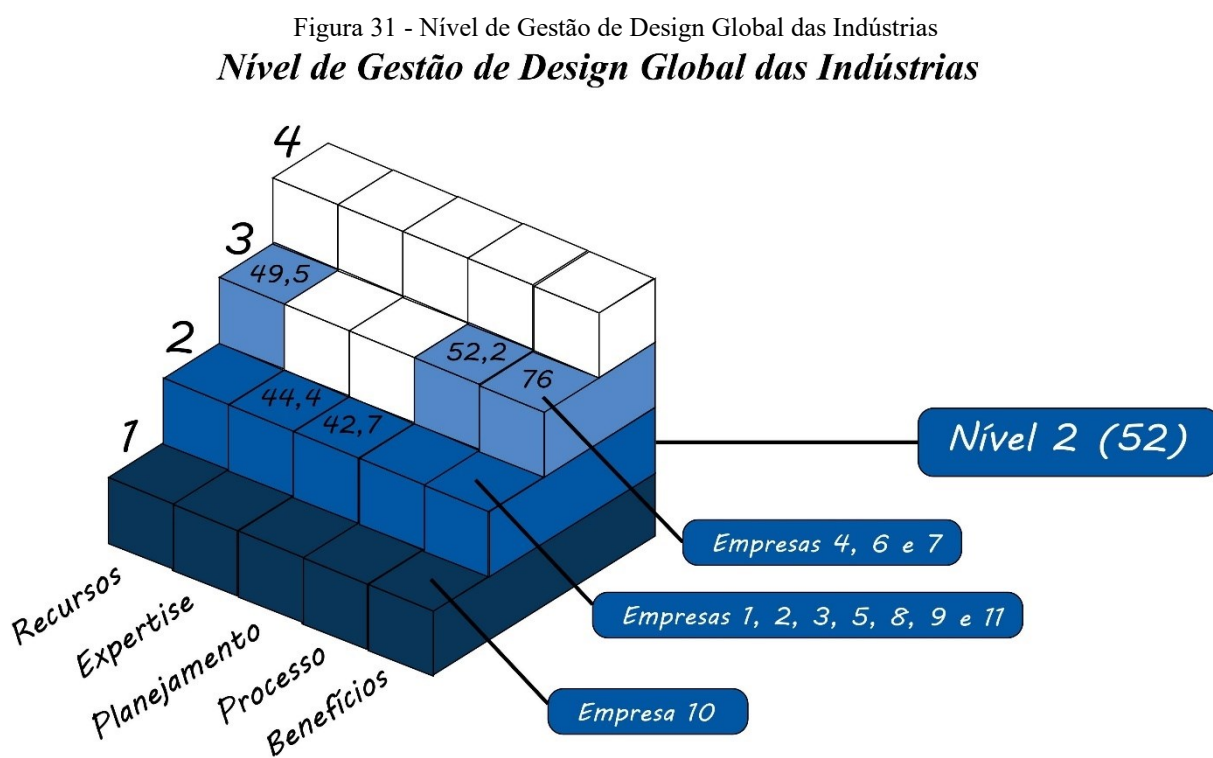 Figura 31 - Nível de Gestão de Design Global das Indústrias
Nível de Gestão de Design Global das Indústrias
4
3
49,5
52,2
76
2
44,4
42,7
1
Nível 2 (52)
Empresas 4, 6 e 7
Empresas 1, 2, 3, 5, 8, 9 e 11
Empresa 10
Recursos
Expertise
Planejamento
Processo
Benefícios